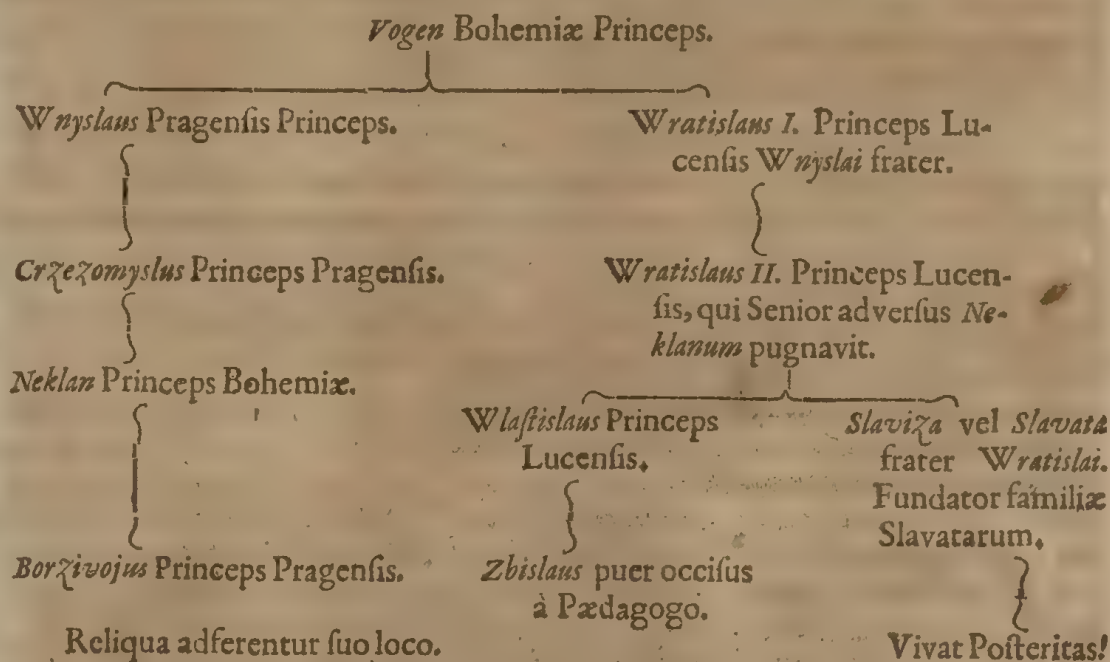 Vogen Bohemiæ Princeps.
Wnyslaus Pragenſis Princeps.
Wratislaus I. Princeps Lu-
cenſis Wnyslai frater.
Crzezomyslus Princeps Pragenſis.
Wratislaus II. Princeps Lucen-
ſis, qui Senior adverſus Ne-
klanum pugnavit.
Neklan Princeps Bohemiæ.
Wlaſtislaus Princeps
Lucenſis.
Slaviza vel Slavata
frater Wratislai.
Fundator familiæ
Slavatarum.
Borzivojus Princeps Pragenſis.
Zbislaus puer occiſus
à Pædagogo.
Reliqua adferentur ſuo loco.
Vivat Poſteritas!